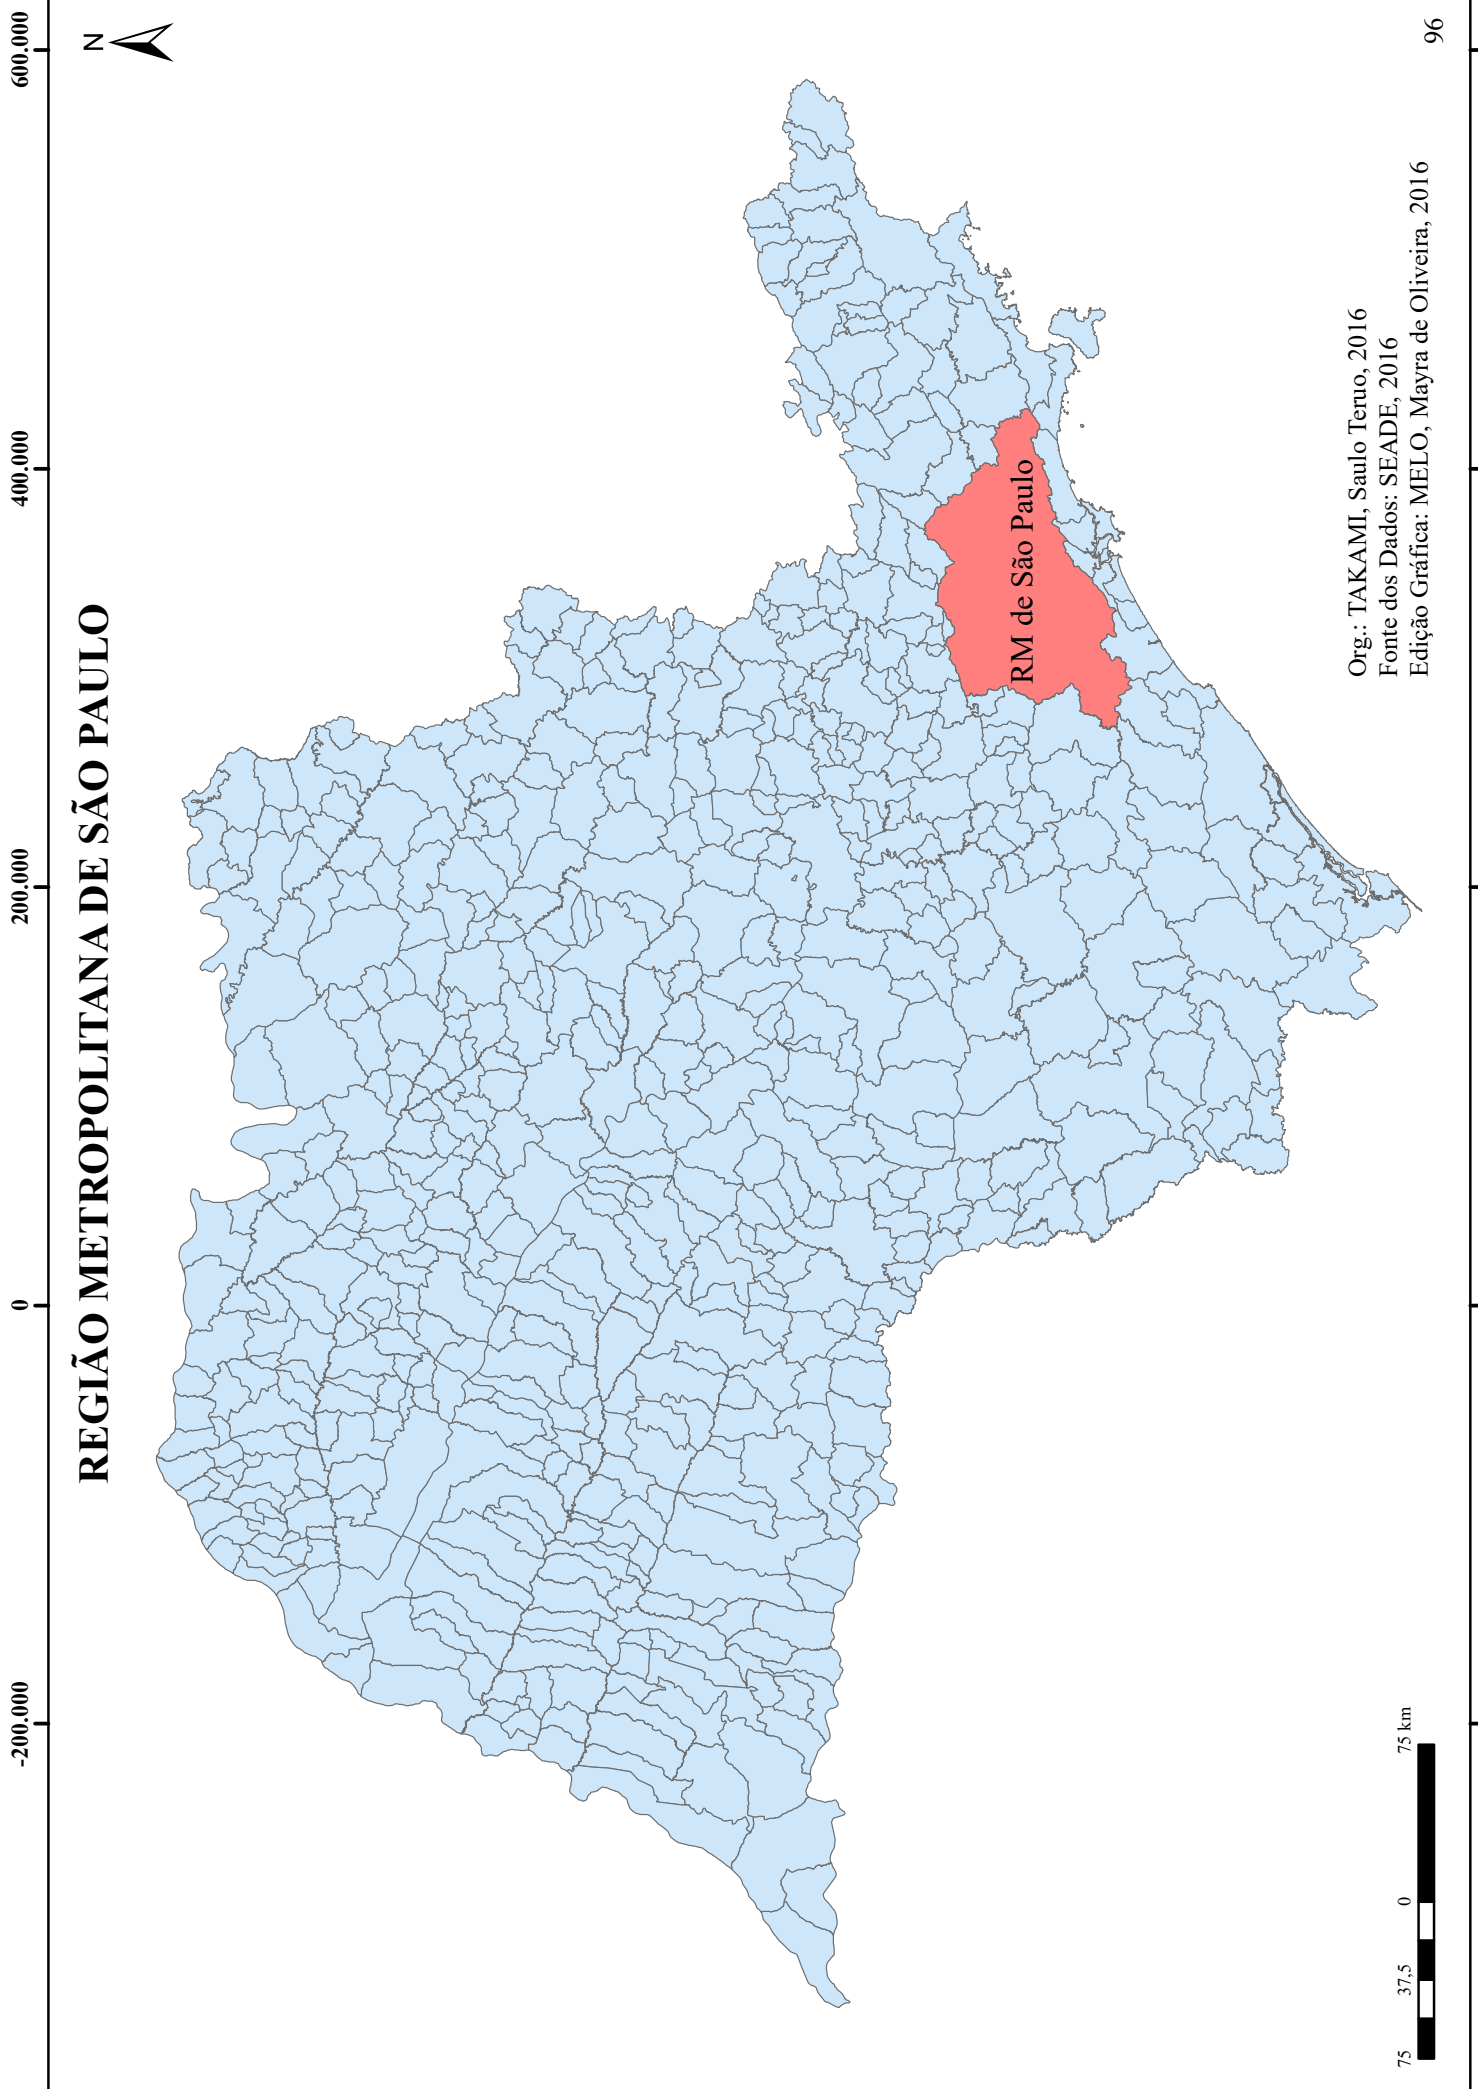 -200.000 0 200.000 400.000 600.000
REGIÃO METROPOLITANA DE SÃO PAULO
N
RM de São Paulo
Org.: TAKAMI, Saulo Teruo, 2016
Fonte dos Dados: SEADE, 2016
Edição Gráfica: MELO, Mayra de Oliveira, 2016
75 37,5 0 75 km
96